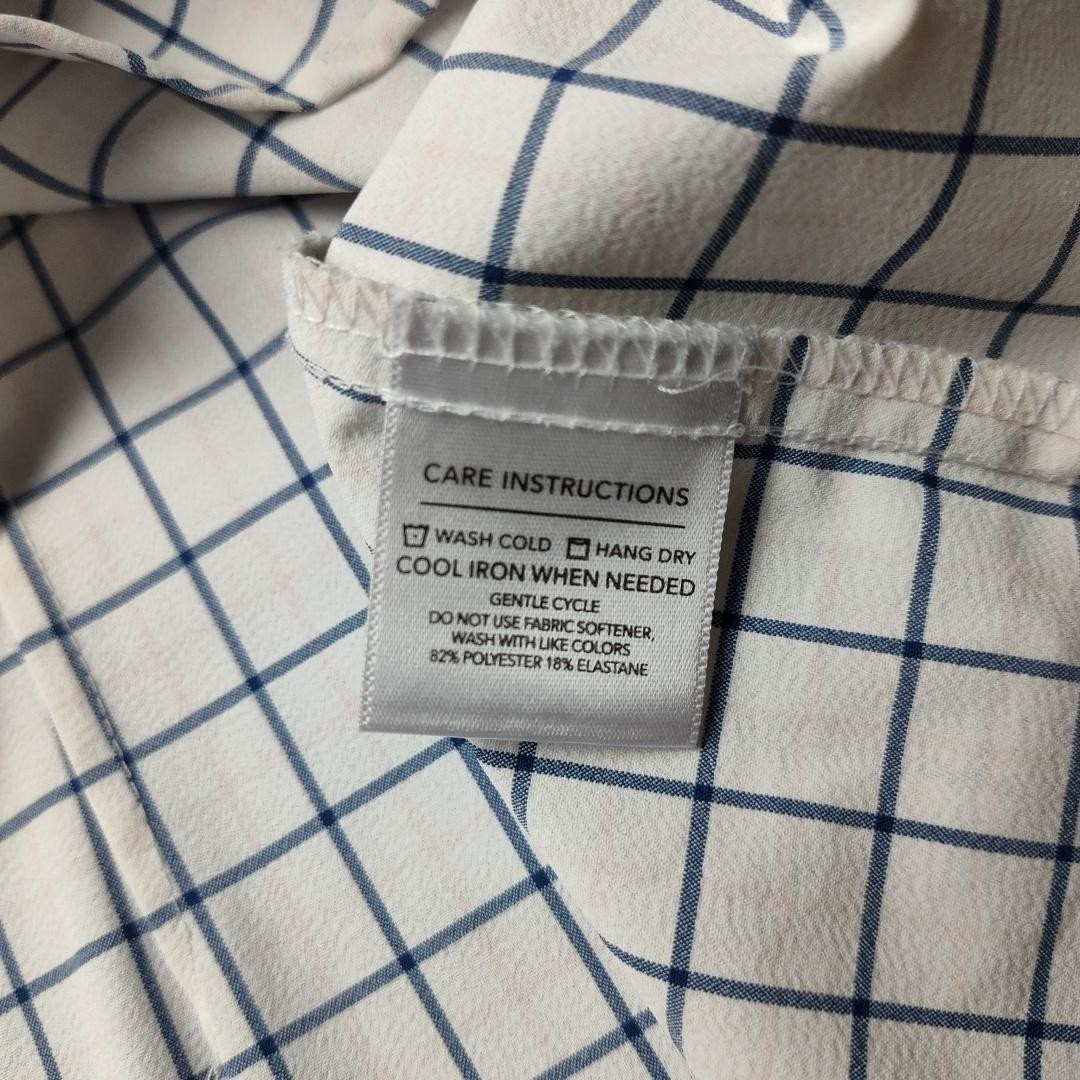 CARE INSTRUCTIONS
WASH COLD HANG DRY
COOL IRON WHEN NEEDED
GENTLE CYCLE
DO NOT USE FABRIC SOFTENER,
WASH WITH LIKE COLORS
82% POLYESTER 18% ELASTANE